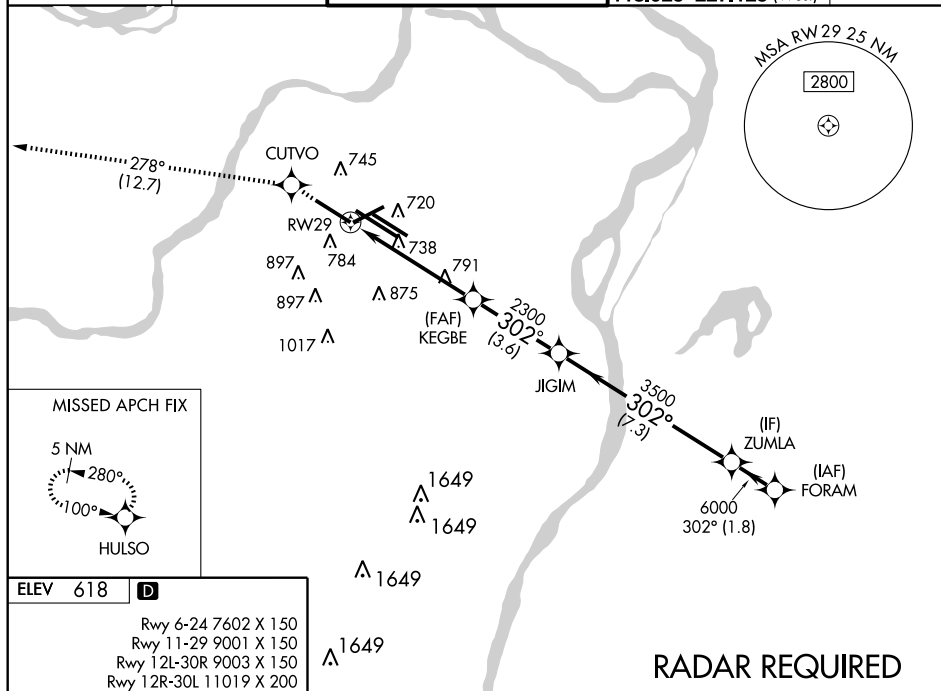 MSA RW29 25 NM
2800
278°
(12.7)
CUTVO
745
RW29
720
738
784
897
791
897
875
1017
(FAF)
KEGBE
2300
302°
(3.6)
JIGIM
3500
302°
(7.3)
(IF)
ZUMLA
(IAF)
FORAM
6000
302° (1.8)
MISSED APCH FIX
5 NM
280°
100°
HULSO
1649
1649
1649
1649
ELEV 618 D
Rwy 6-24 7602 X 150
Rwy 11-29 9001 X 150
Rwy 12L-30R 9003 X 150
Rwy 12R-30L 11019 X 200
RADAR REQUIRED